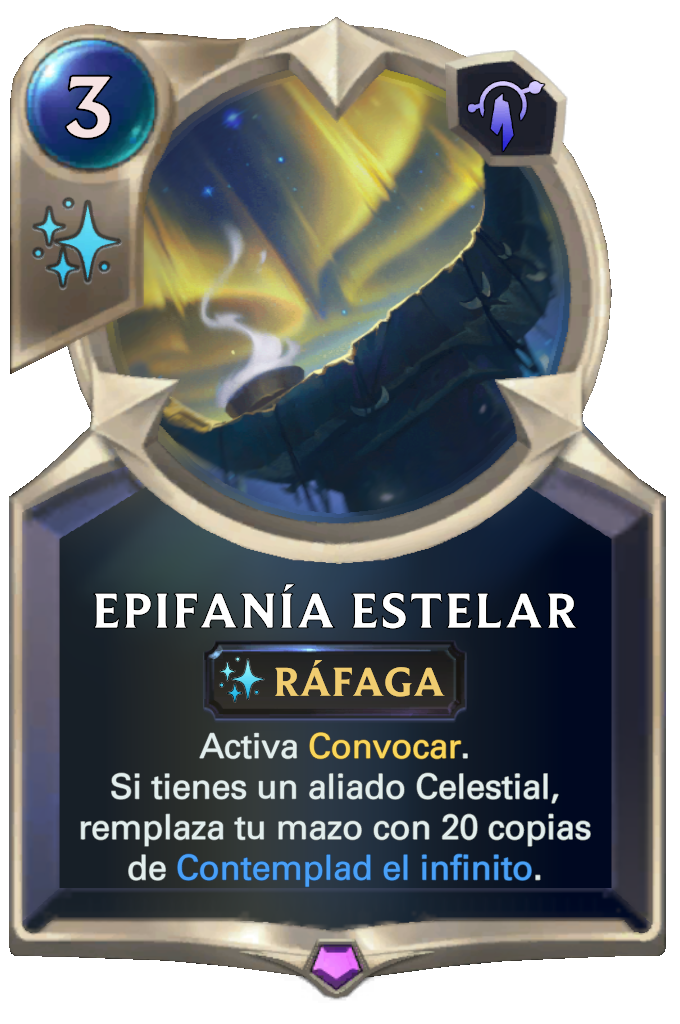 3
EPIFANÍA ESTELAR
RÁFAGA
Activa Convocar.
Si tienes un aliado Celestial,
remplaza tu mazo con 20 copias
de Contemplad el infinito.